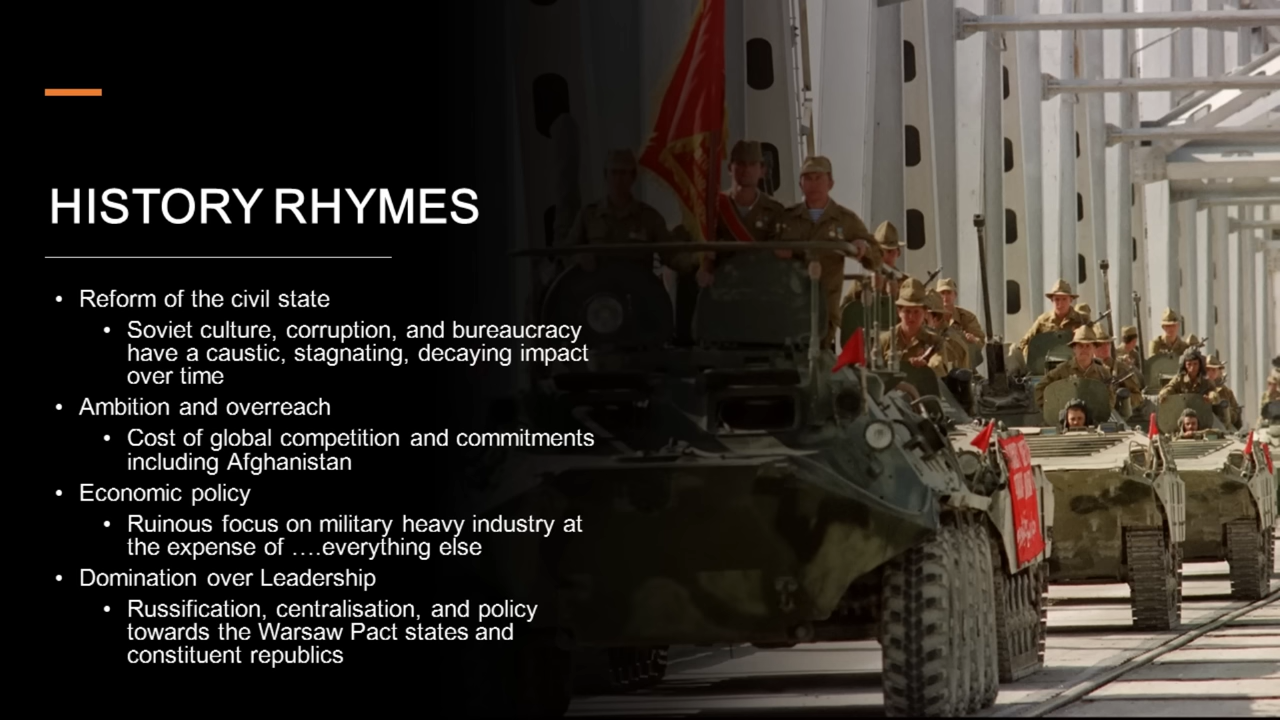 HISTORY RHYMES
• Reform of the civil state
• Soviet culture, corruption, and bureaucracy
have a caustic, stagnating, decaying impact
over time
• Ambition and overreach
• Cost of global competition and commitments
including Afghanistan
• Economic policy
• Ruinous focus on military heavy industry at
the expense of ….everything else
• Domination over Leadership
• Russification, centralisation, and policy
towards the Warsaw Pact states and
constituent republics